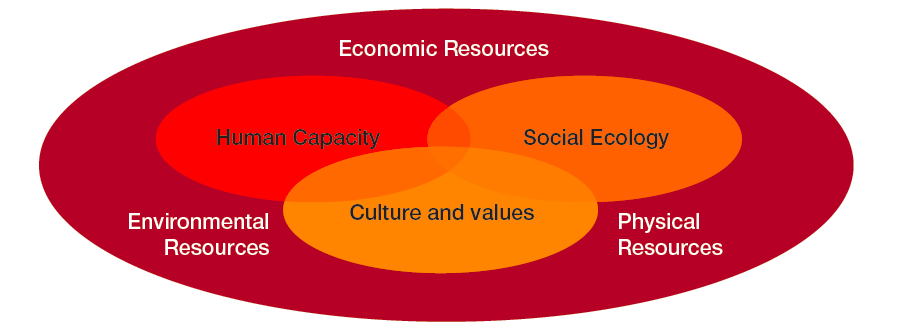 Economic Resources
Human Capacity
Social Ecology
Culture and values
Environmental
Resources
Physical
Resources